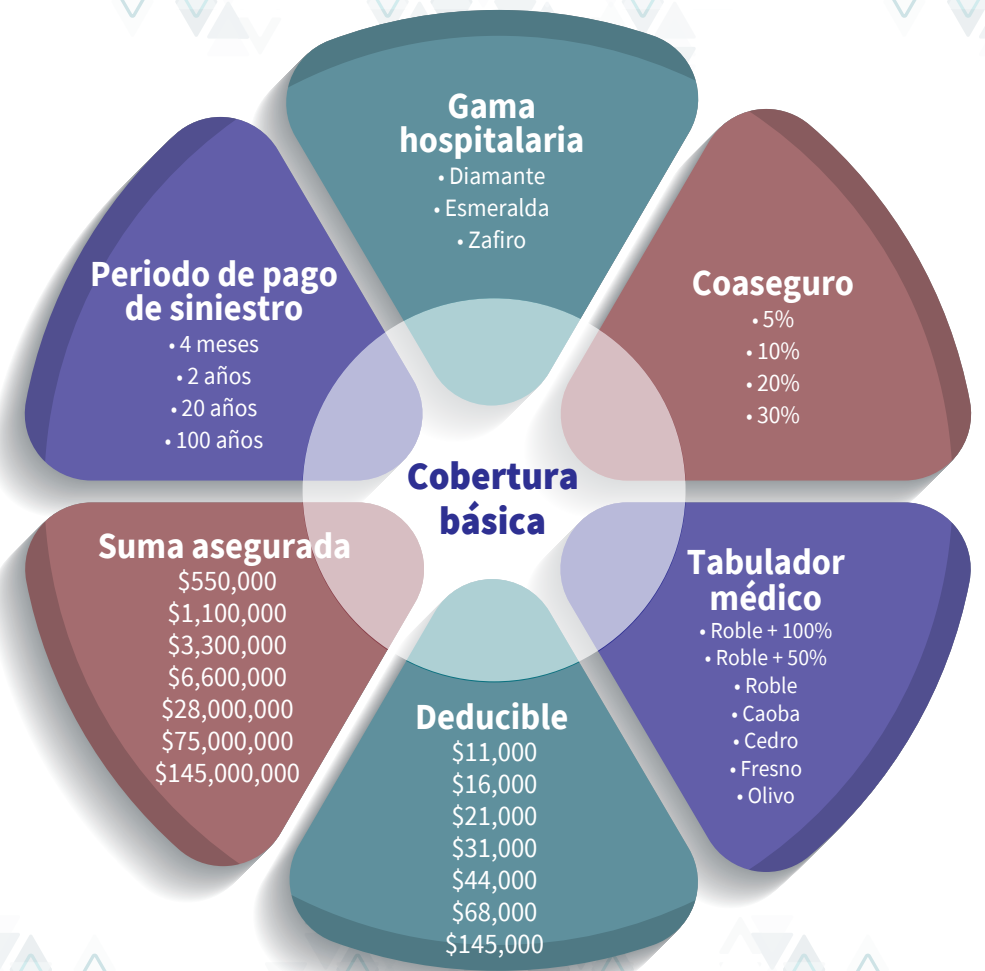 Gama
hospitalaria
• Diamante
• Esmeralda
• Zafiro
Coaseguro
• 5%
• 10%
• 20%
• 30%
Periodo de pago
de siniestro
• 4 meses
• 2 años
• 20 años
• 100 años
Cobertura
básica
Suma asegurada
$550,000
$1,100,000
$3,300,000
$6,600,000
$28,000,000
$75,000,000
$145,000,000
Tabulador
médico
• Roble + 100%
• Roble + 50%
• Roble
• Caoba
• Cedro
• Fresno
• Olivo
Deducible
$11,000
$16,000
$21,000
$31,000
$44,000
$68,000
$145,000